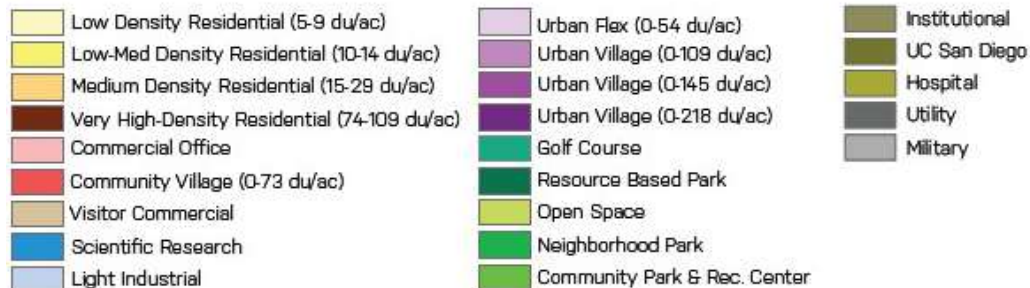 Low Density Residential (5-9 du/ac)
Low-Med Density Residential (10-14 du/ac)
Medium Density Residential (15-29 du/ac)
Very High-Density Residential (74-109 du/ac)
Commercial Office
Community Village (0-73 du/ac)
Visitor Commercial
Scientific Research
Light Industrial
Urban Flex (0-54 du/ac)
Urban Village (0-109 du/ac)
Urban Village (0-145 du/ac)
Urban Village (0-218 du/ac)
Golf Course
Resource Based Park
Open Space
Neighborhood Park
Community Park & Rec. Center
Institutional
UC San Diego
Hospital
Utility
Military